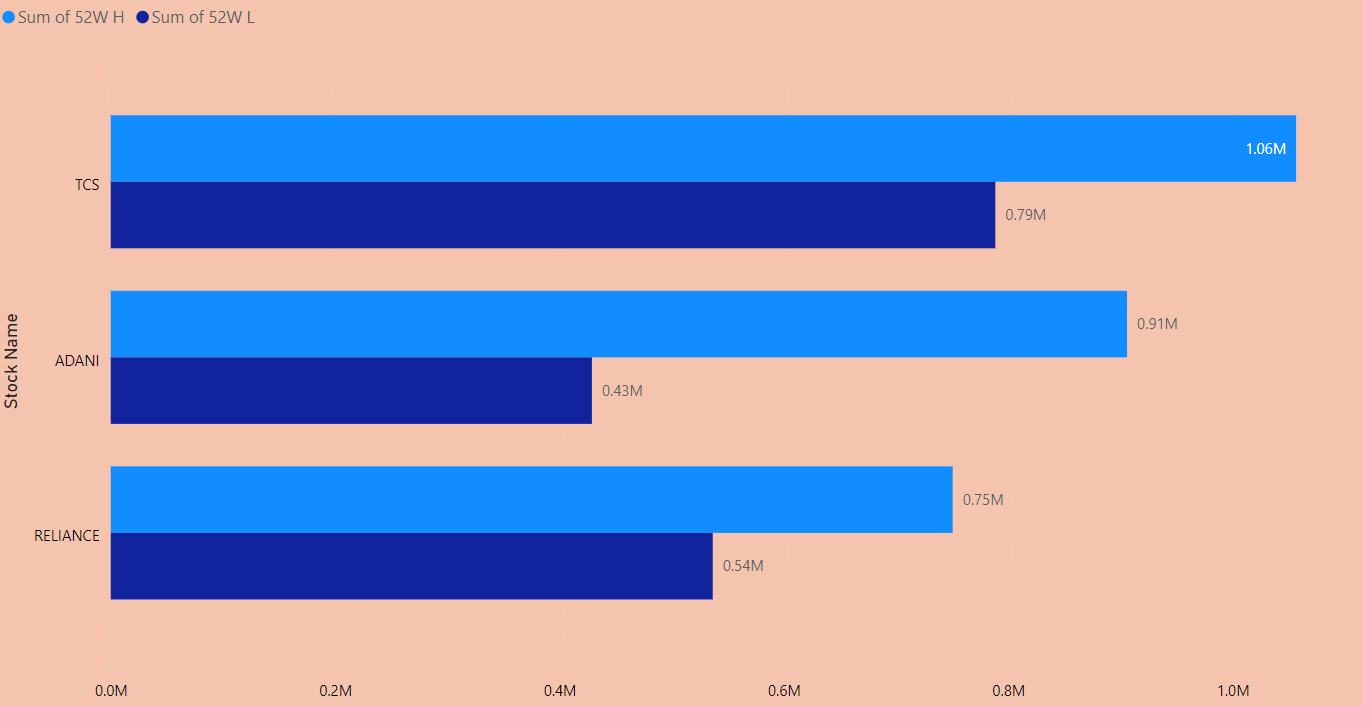 Sum of 52W H Sum of 52W L
1.06M
TCS
0.79M
0.91M
ADANI
0.43M
Stock Name
0.75M
RELIANCE
0.54M
0.0M 0.2M 0.4M 0.6M 0.8M 1.0M